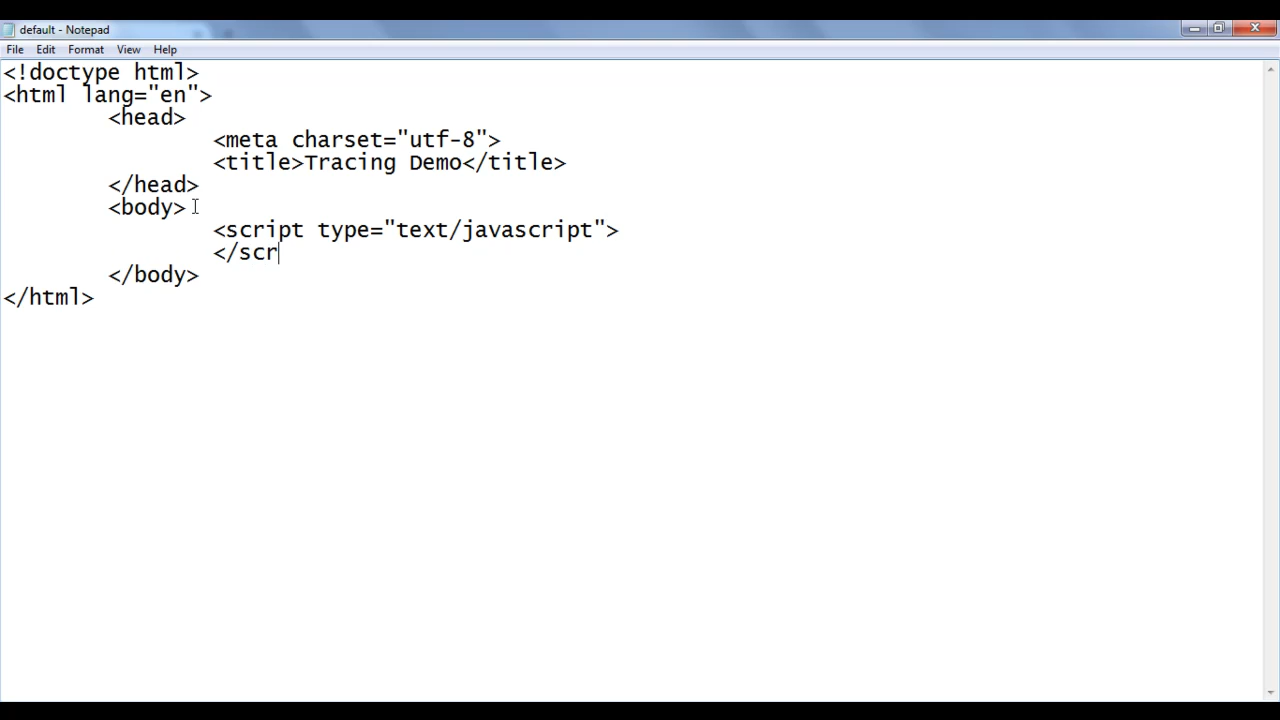 default - Notepad
File Edit Format View Help
<!doctype html>
<html lang="en">
<head>
<meta charset="utf-8">
<title>Tracing Demo</title>
</head>
<body>
<script type="text/javascript">
</scr
</body>
</html>